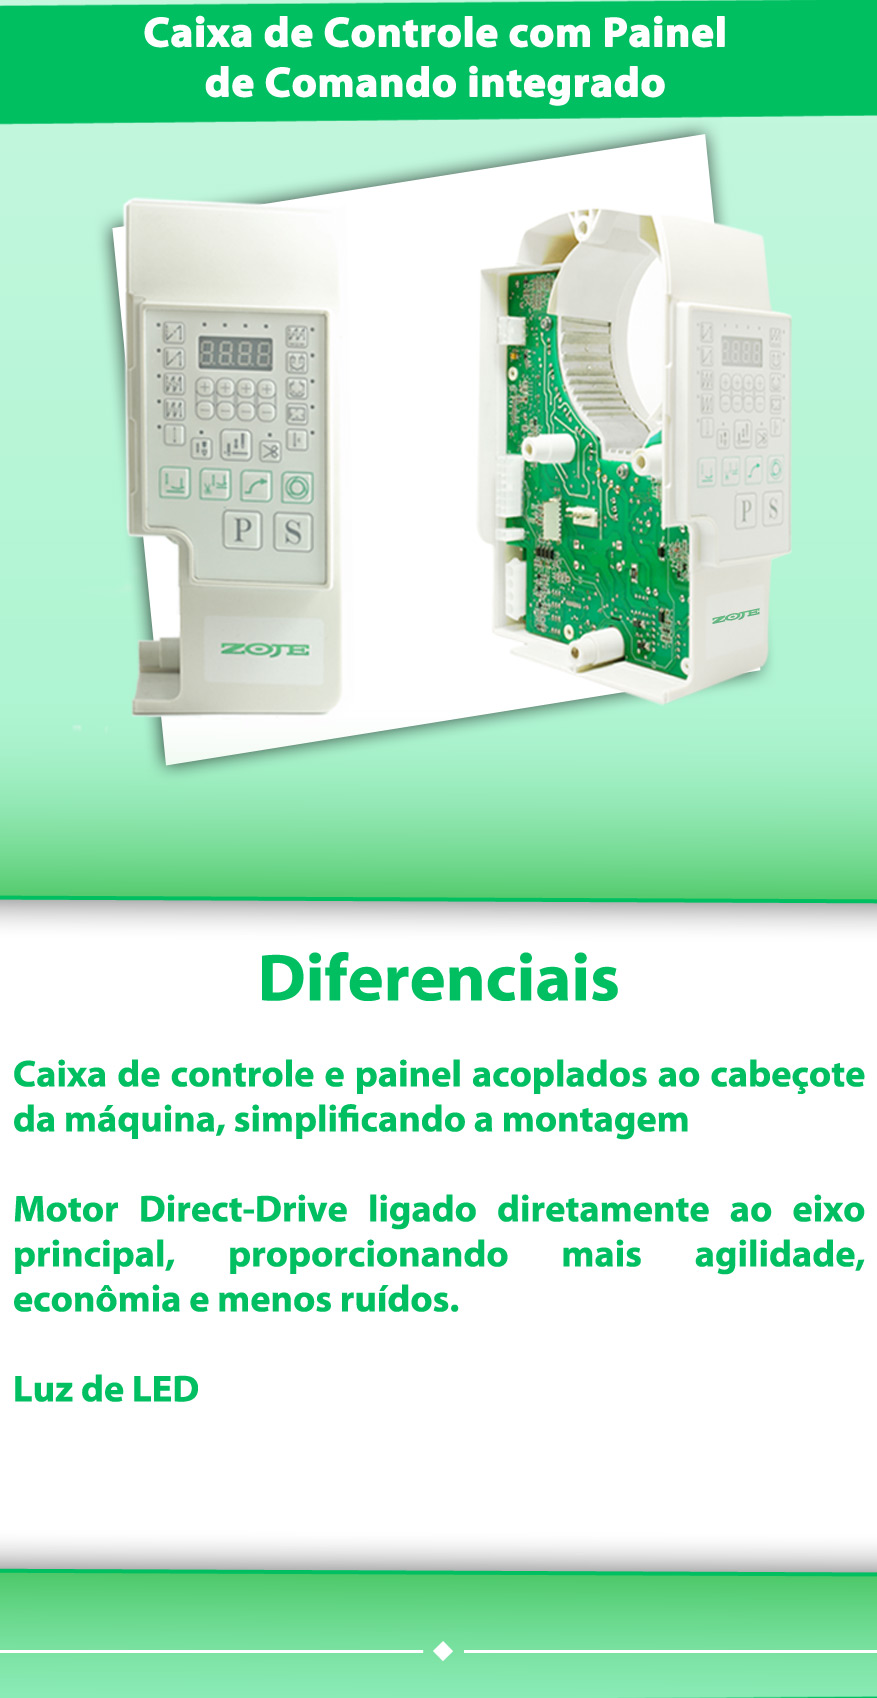 Caixa de Controle com Painel
de Comando integrado
P
S
ZOJE
P
S
ZOJE
Diferenciais
Caixa de controle e painel acoplados ao cabeçote
da máquina, simplificando a montagem
Motor Direct-Drive ligado diretamente ao eixo
principal, proporcionando mais agilidade,
econômia e menos ruídos.
Luz de LED